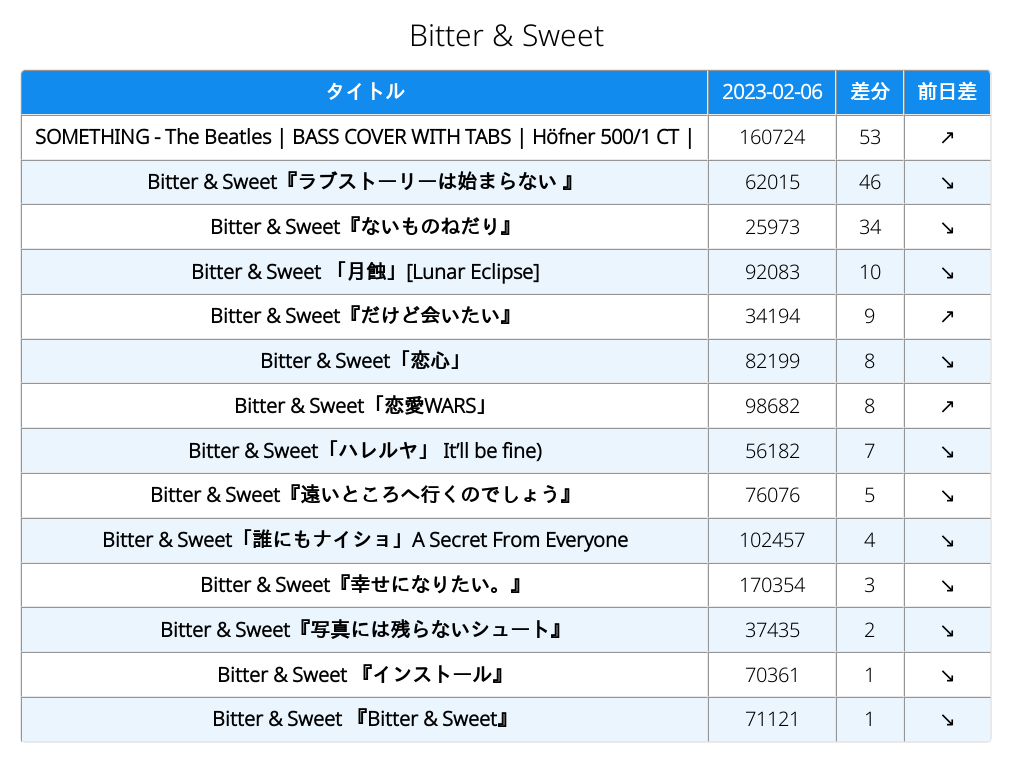 Bitter & Sweet
タイトル 2023-02-06 差分 前日差
SOMETHING - The Beatles | BASS COVER WITH TABS | Höfner 500/1 CT | 160724 53 ↗
Bitter & Sweet『ラブストーリーは始まらない 』 62015 46 ↘
Bitter & Sweet『ないものねだり』 25973 34 ↘
Bitter & Sweet 「月蝕」[Lunar Eclipse] 92083 10 ↘
Bitter & Sweet『だけど会いたい』 34194 9 ↗
Bitter & Sweet「恋心」 82199 8 ↘
Bitter & Sweet「恋愛WARS」 98682 8 ↗
Bitter & Sweet「ハレルヤ」 It’ll be fine) 56182 7 ↘
Bitter & Sweet『遠いところへ行くのでしょう』 76076 5 ↘
Bitter & Sweet「誰にもナイショ」A Secret From Everyone 102457 4 ↘
Bitter & Sweet『幸せになりたい。』 170354 3 ↘
Bitter & Sweet『写真には残らないシュート』 37435 2 ↘
Bitter & Sweet 『インストール』 70361 1 ↘
Bitter & Sweet 『Bitter & Sweet』 71121 1 ↘